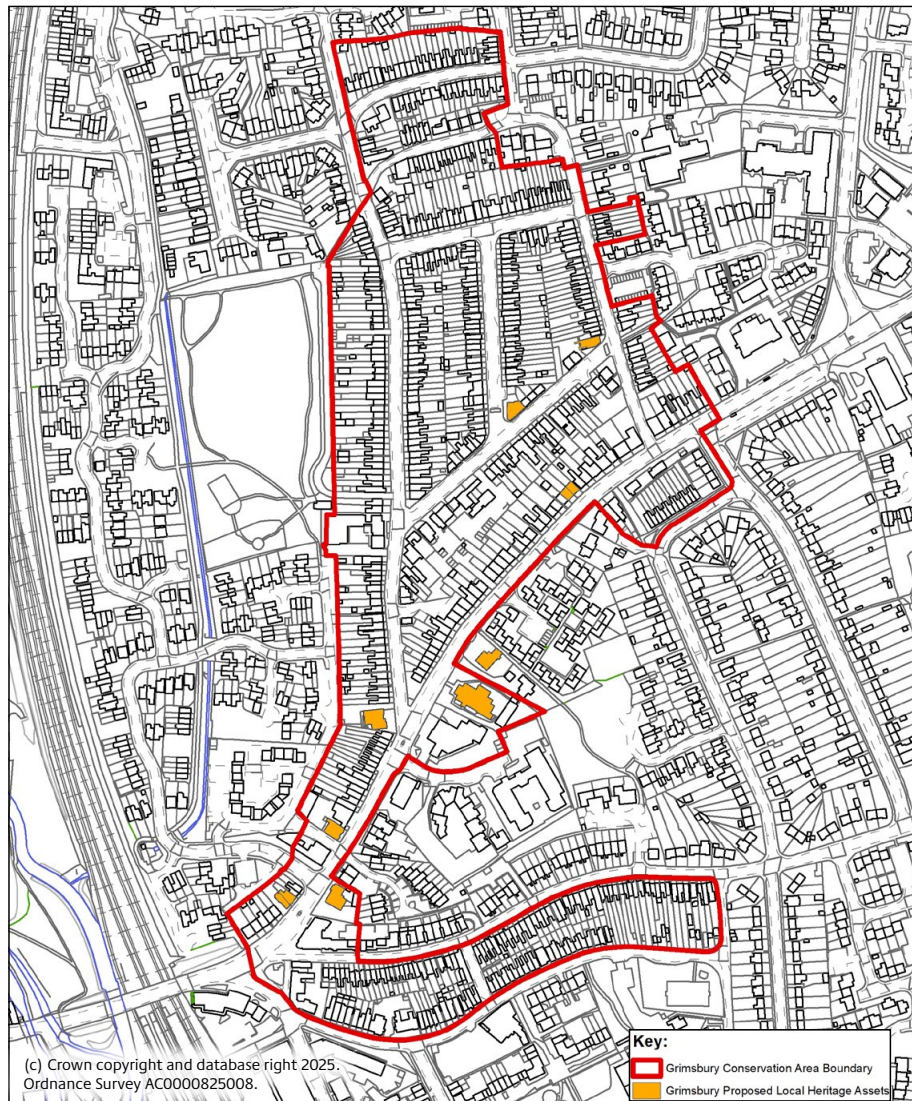 (c) Crown copyright and database right 2025.
Ordnance Survey AC0000825008.
Key:
Grimsbury Conservation Area Boundary
Grimsbury Proposed Local Heritage Assets